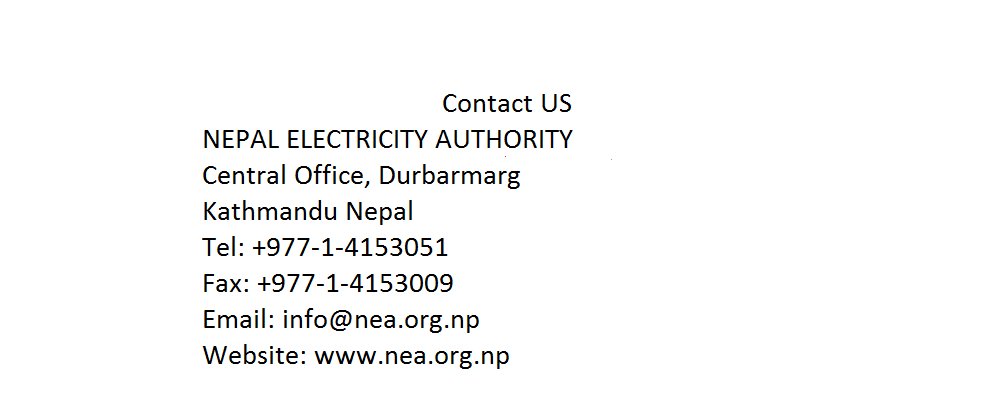 Contact US
NEPAL ELECTRICITY AUTHORITY
Central Office, Durbarmarg
Kathmandu Nepal
Tel: +977-1-4153051
Fax: +977-1-4153009
Email: info@nea.org.np
Website: www.nea.org.np